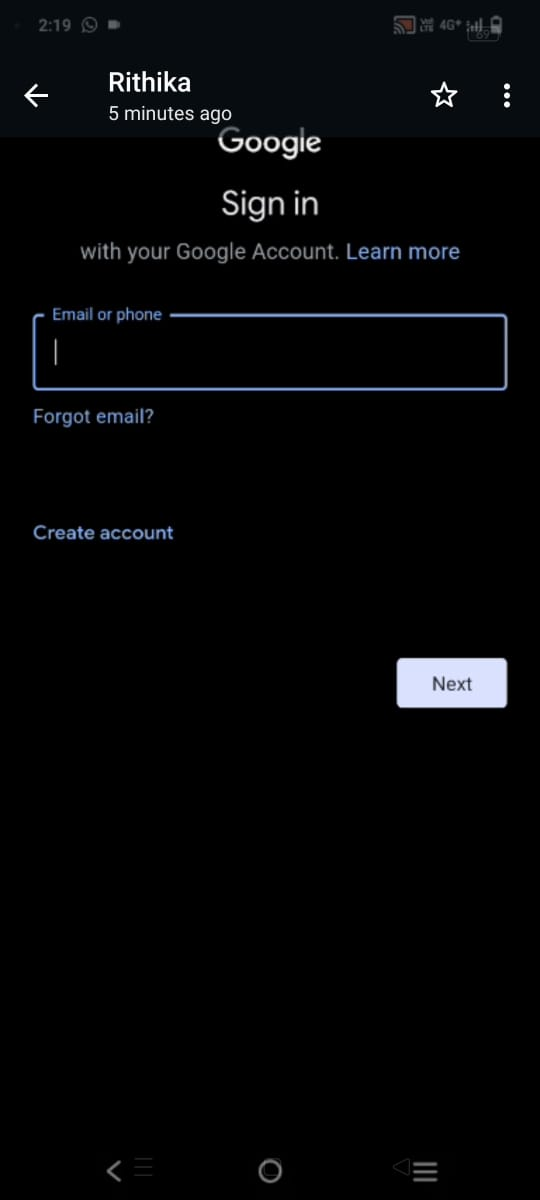 2:19
4G+
69
Rithika
5 minutes ago
Google
Sign in
with your Google Account. Learn more
Email or phone
Forgot email?
Create account
Next